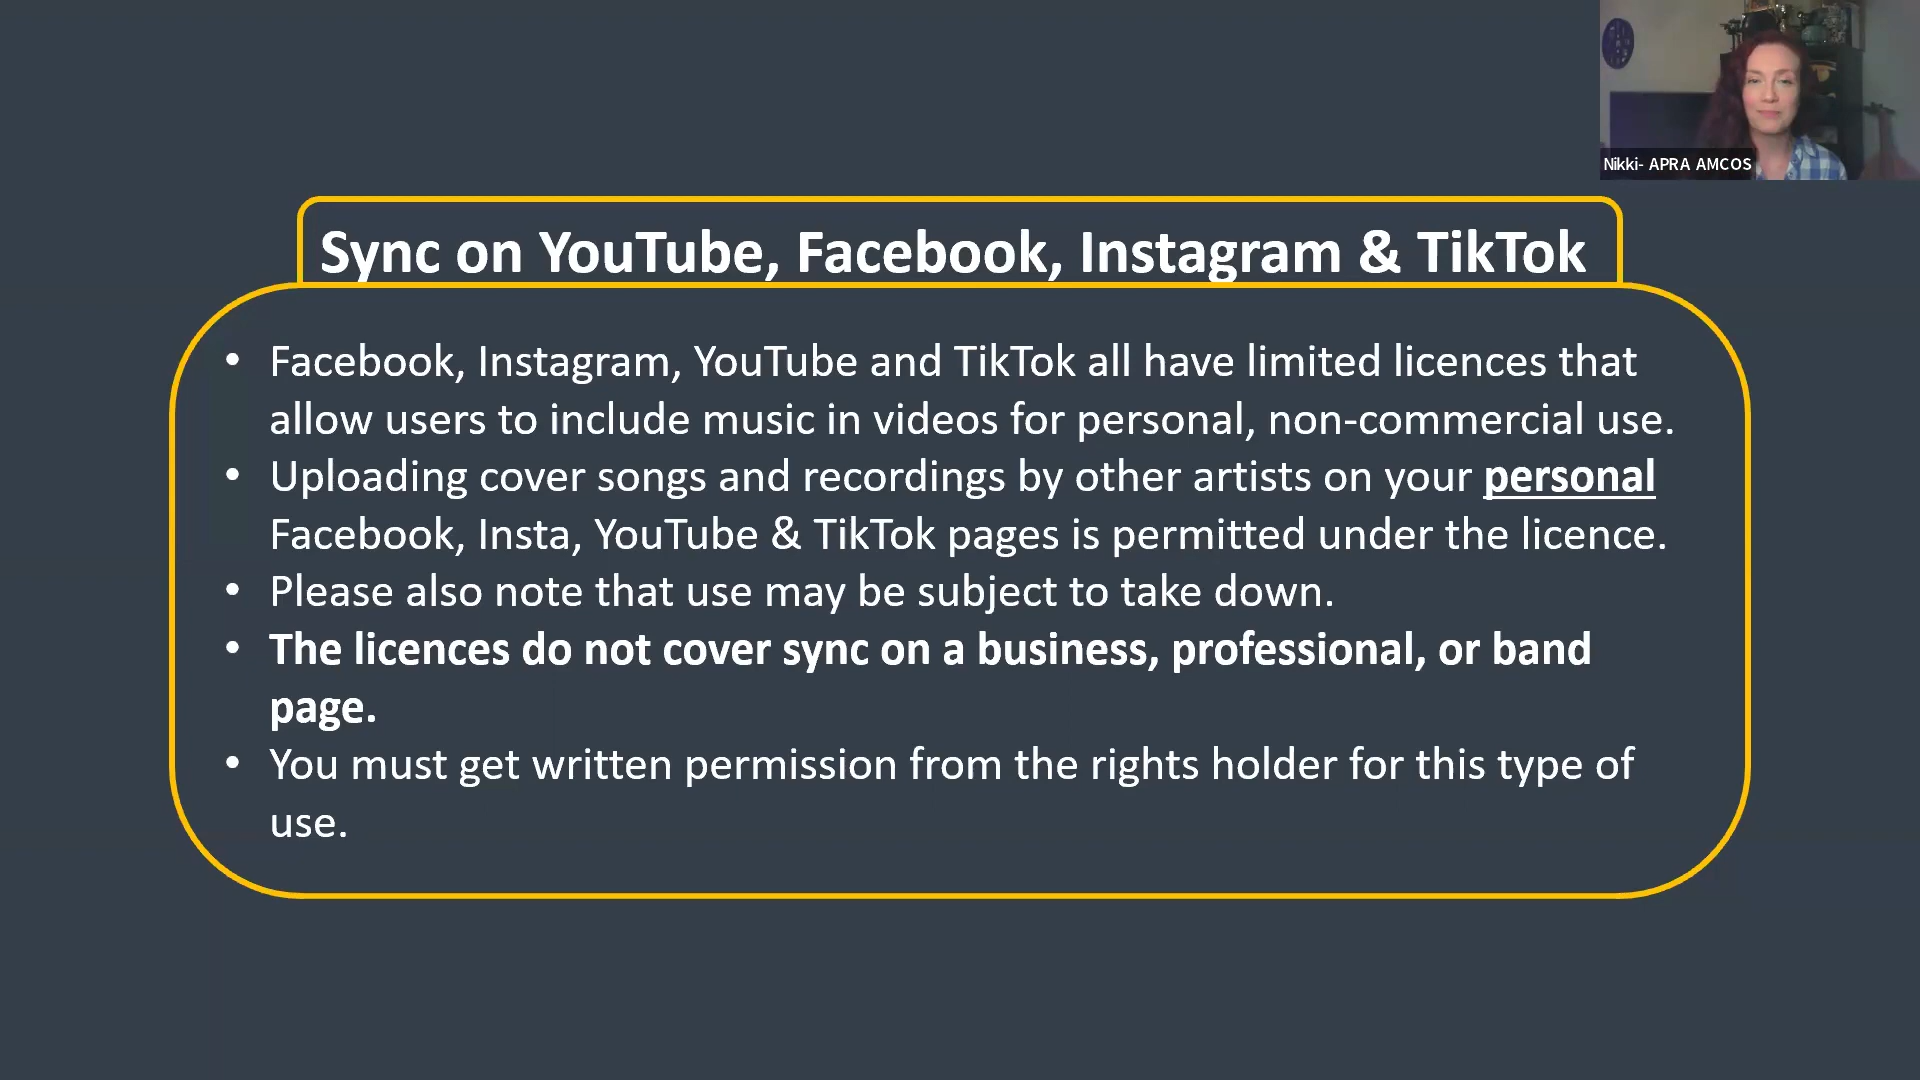 Nikki- APRA AMCOS
Sync on YouTube, Facebook, Instagram & TikTok
• Facebook, Instagram, YouTube and TikTok all have limited licences that
allow users to include music in videos for personal, non-commercial use.
• Uploading cover songs and recordings by other artists on your personal
Facebook, Insta, YouTube & TikTok pages is permitted under the licence.
• Please also note that use may be subject to take down.
• The licences do not cover sync on a business, professional, or band
page.
• You must get written permission from the rights holder for this type of
use.